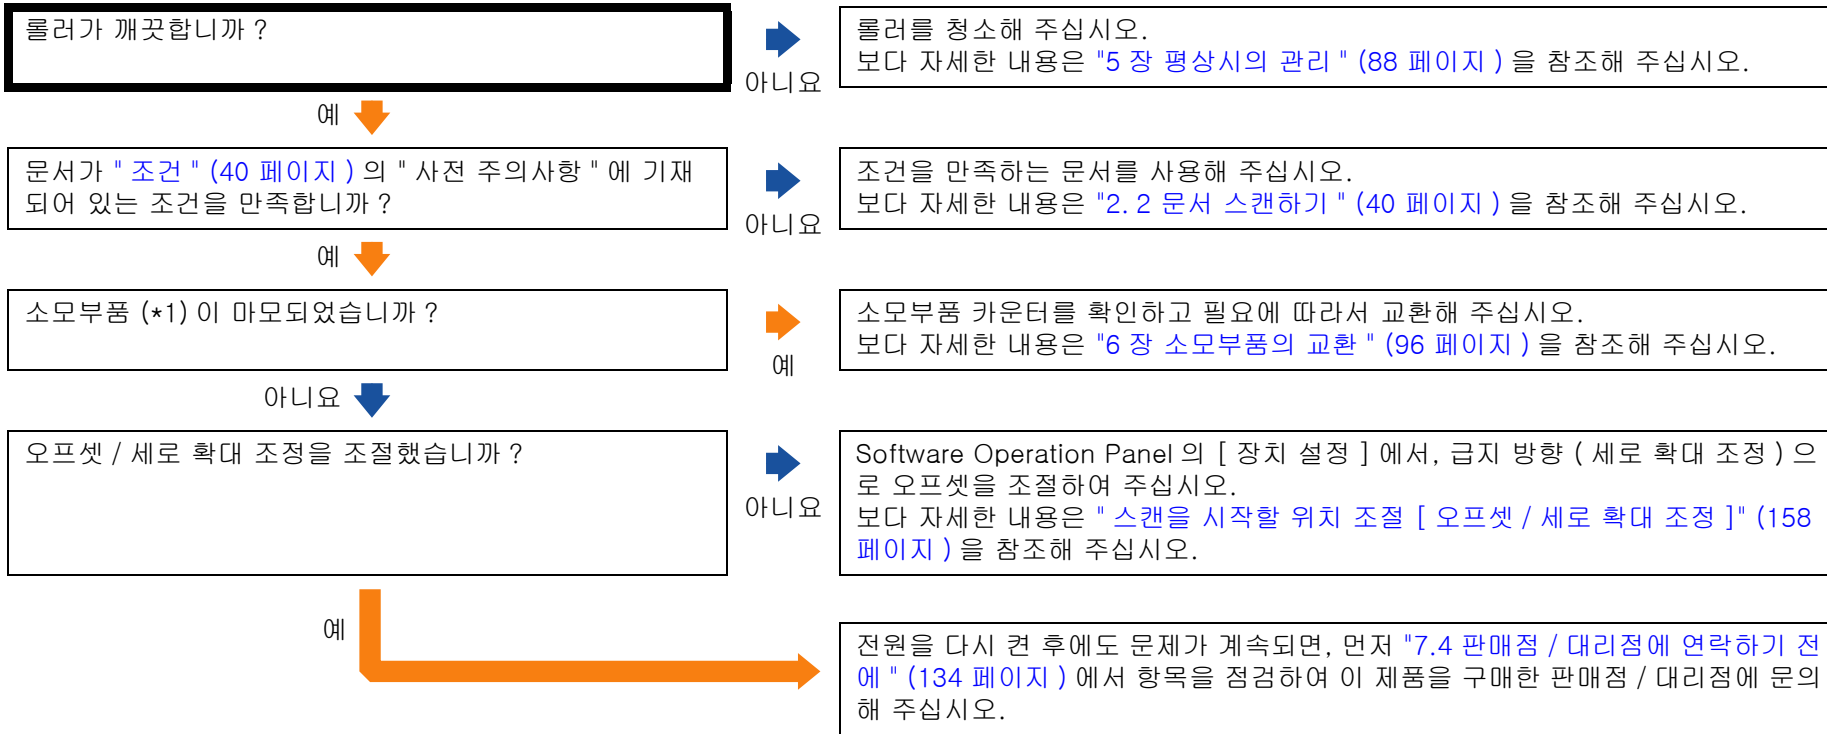 롤러가 깨끗합니까 ?
아니요
롤러를 청소해 주십시오.
보다 자세한 내용은 "5 장 평상시의 관리 " (88 페이지 ) 을 참조해 주십시오.
예
문서가 " 조건 " (40 페이지 ) 의 " 사전 주의사항 " 에 기재
되어 있는 조건을 만족합니까 ?
아니요
조건을 만족하는 문서를 사용해 주십시오.
보다 자세한 내용은 "2. 2 문서 스캔하기 " (40 페이지 ) 을 참조해 주십시오.
예
소모부품 (*1) 이 마모되었습니까 ?
예
소모부품 카운터를 확인하고 필요에 따라서 교환해 주십시오.
보다 자세한 내용은 "6 장 소모부품의 교환 " (96 페이지 ) 을 참조해 주십시오.
아니요
오프셋 / 세로 확대 조정을 조절했습니까 ?
아니요
Software Operation Panel 의 [ 장치 설정 ] 에서, 급지 방향 ( 세로 확대 조정 ) 으
로 오프셋을 조절하여 주십시오.
보다 자세한 내용은 " 스캔을 시작할 위치 조절 [ 오프셋 / 세로 확대 조정 ]" (158
페이지 ) 을 참조해 주십시오.
예
전원을 다시 켠 후에도 문제가 계속되면, 먼저 "7.4 판매점 / 대리점에 연락하기 전
에 " (134 페이지 ) 에서 항목을 점검하여 이 제품을 구매한 판매점 / 대리점에 문의
해 주십시오.